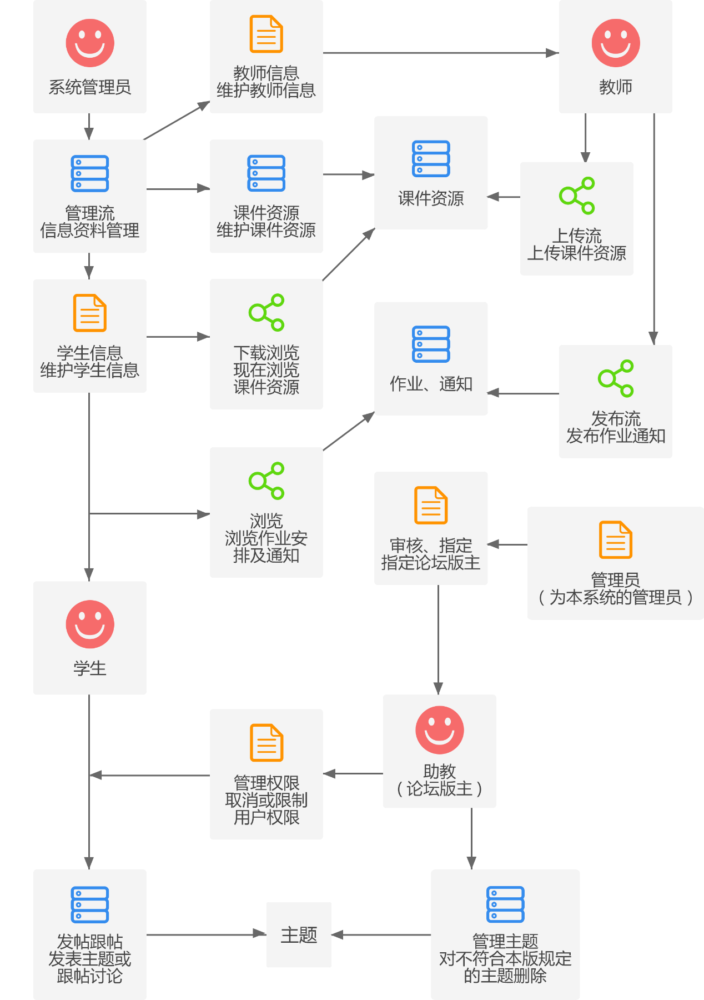 系统管理员
教师信息
维护教师信息
教师
管理流
信息资料管理
课件资源
维护课件资源
课件资源
上传流
上传课件资源
学生信息
维护学生信息
下载浏览
现在浏览
课件资源
作业、通知
发布流
发布作业通知
浏览
浏览作业安
排及通知
审核、指定
指定论坛版主
管理员
（为本系统的管理员）
学生
管理权限
取消或限制
用户权限
助教
（论坛版主）
发帖跟帖
发表主题或
跟帖讨论
主题
管理主题
对不符合本版规定
的主题删除